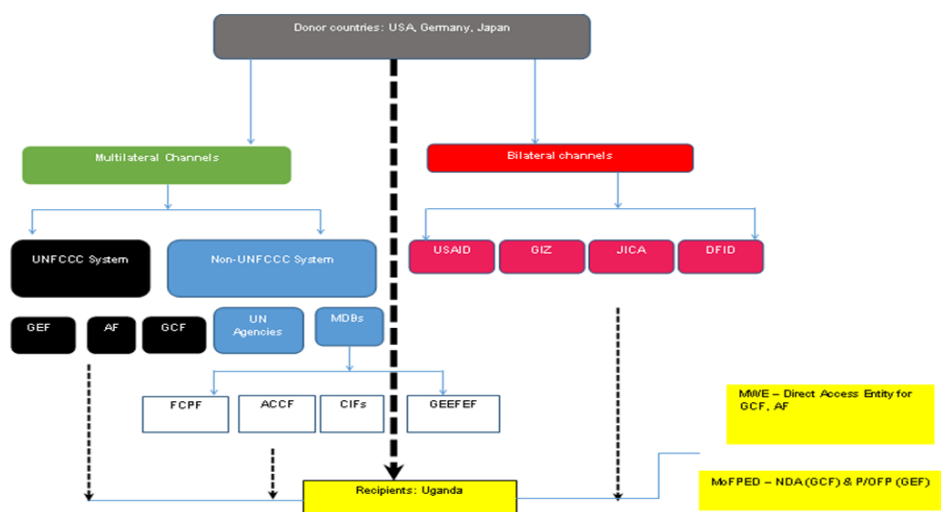 Donor countries: USA, Germany, Japan
Multilateral Channels
Bilateral channels
UNFCCC System
Non-UNFCCC System
USAID
GIZ
JICA
DFID
GEF
AF
GCF
UN
Agencies
MDBs
FCPF
ACCF
CIFs
GEEFEF
MWE – Direct Access Entity for
GCF, AF
Recipients: Uganda
MoFPED – NDA (GCF) & P/OFP (GEF)